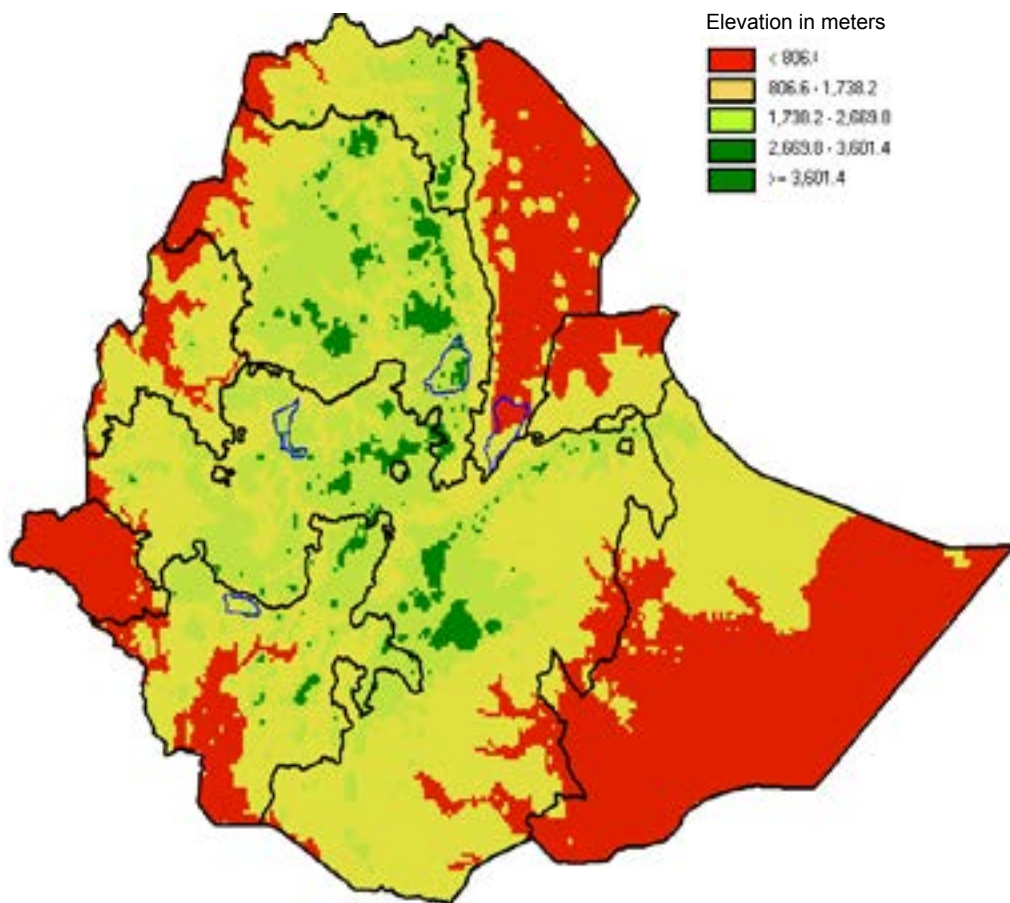 Elevation in meters
< 806.
806.6 - 1,738.2
1,738.2 - 2,669.8
2,669.8 - 3,601.4
>= 3,601.4